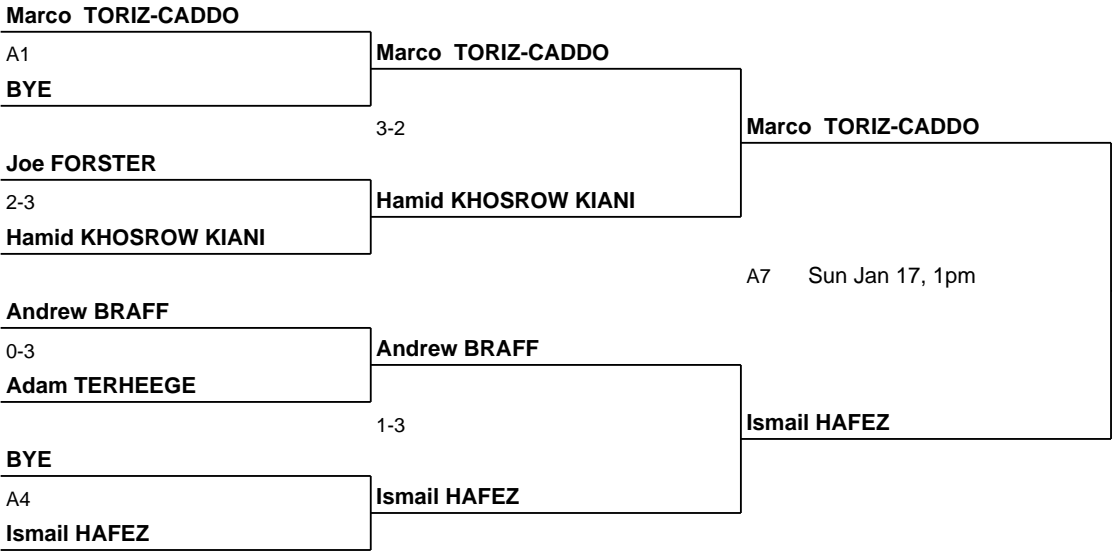 Marco  TORIZ-CADDO
A1
Marco  TORIZ-CADDO
BYE
3-2
Marco  TORIZ-CADDO
Joe FORSTER
2-3
Hamid KHOSROW KIANI
Hamid KHOSROW KIANI
A7 Sun Jan 17, 1pm
Andrew BRAFF
0-3
Andrew BRAFF
Adam TERHEEGE
1-3
Ismail HAFEZ
BYE
A4
Ismail HAFEZ
Ismail HAFEZ